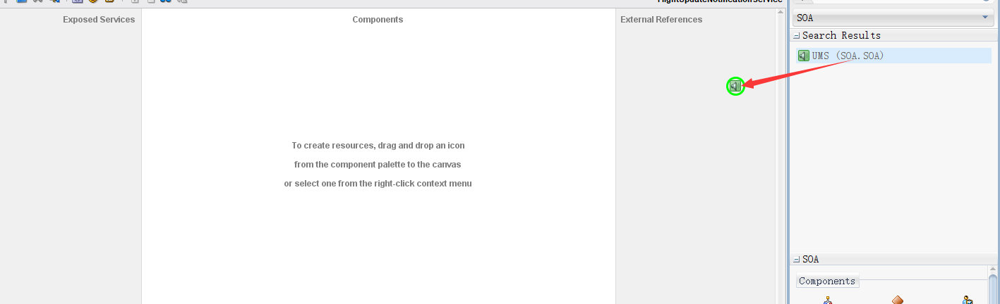 FlightUpdateNotificationService
Exposed Services
Components
External References
SOA
Search Results
UMS (SOA.SOA)
To create resources, drag and drop an icon
from the component palette to the canvas
or select one from the right-click context menu
SOA
Components